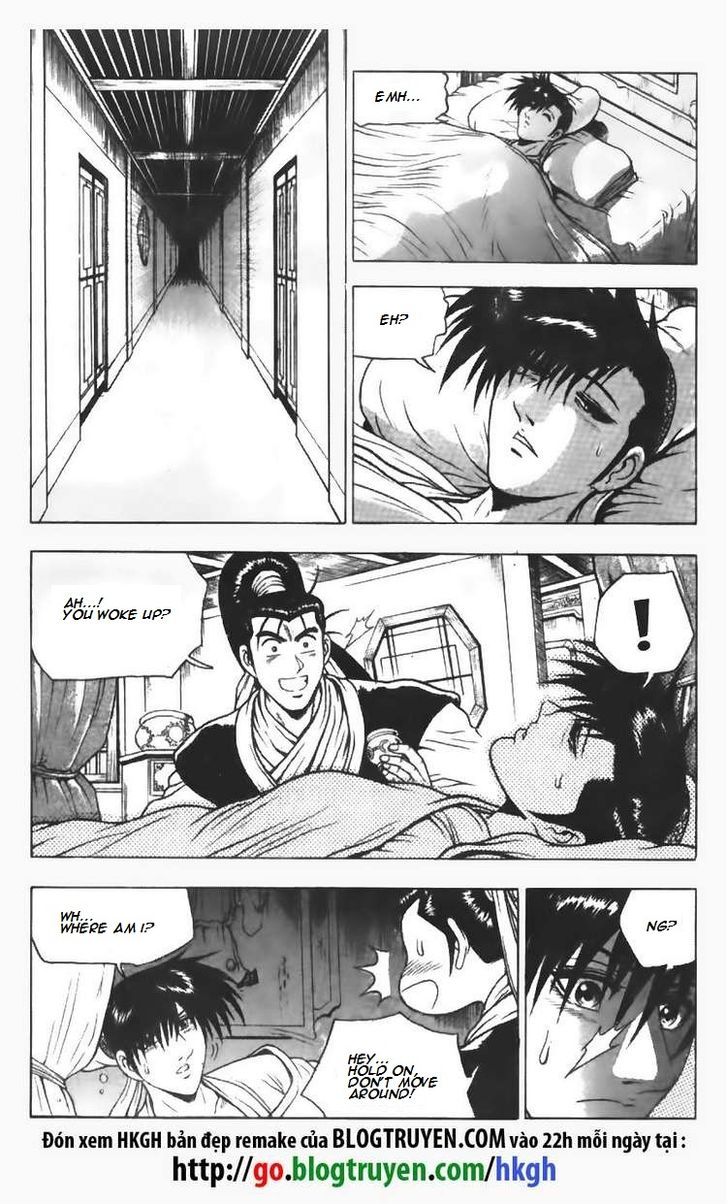 EMH...
EH?
AH...!
YOU WOKE UP?
!
WH...
WHERE AM I?
HEY...
HOLD ON,
DON'T MOVE
AROUND!
NG?
Đón xem HKGH bản đẹp remake của BLOGTRUYEN.COM vào 22h mỗi ngày tại :
http://go.blogtruyen.com/hkgh